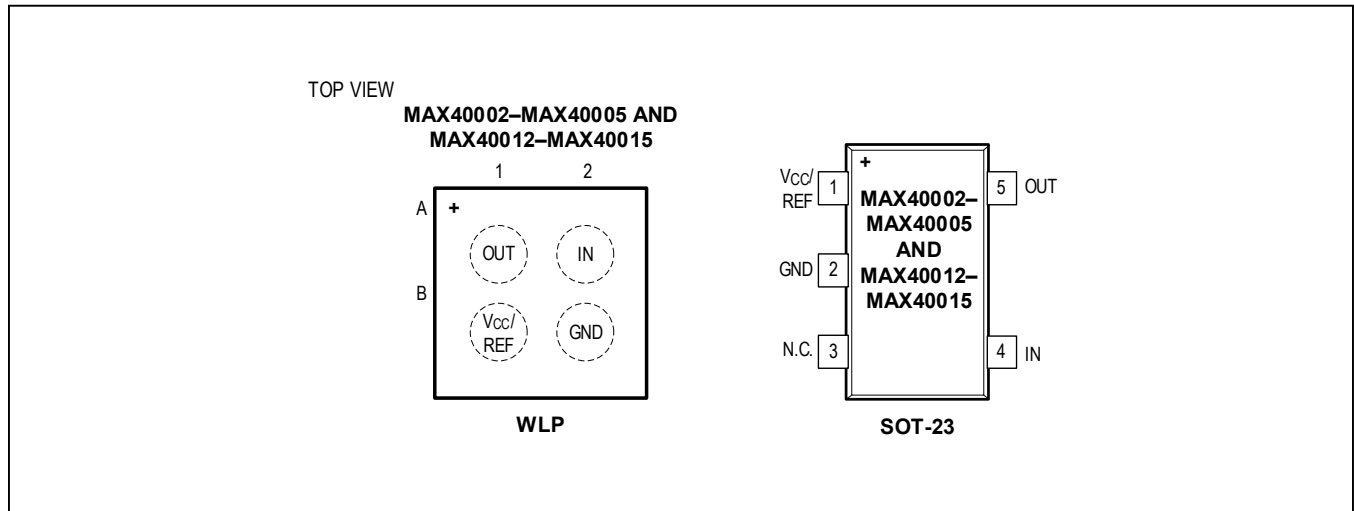 TOP VIEW
MAX40002–MAX40005 AND
MAX40012–MAX40015
1 2
A +
OUT IN
B
VCC/
REF
GND
WLP
+
VCC/
REF
1
MAX40002–
MAX40005
AND
MAX40012–
MAX40015
5 OUT
GND 2
N.C. 3
4 IN
SOT-23